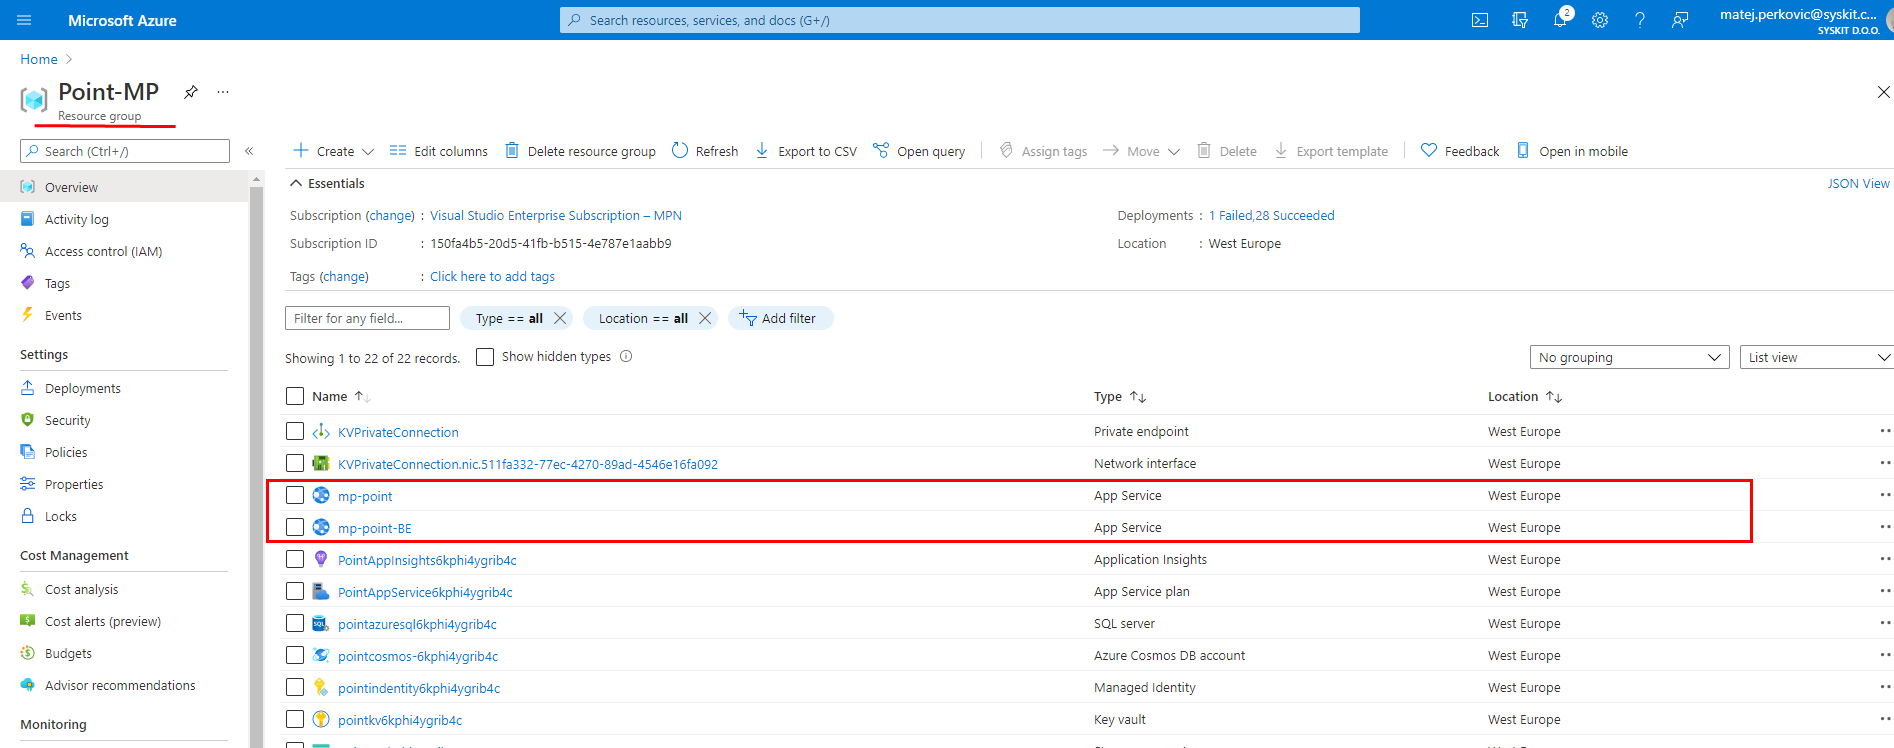 Microsoft Azure
Search resources, services, and docs (G+/)
2
matej.perkovic@syskit.c...
SYSKIT D.O.O.
Home
Point-MP
Resource group
Search (Ctrl+/)
Create
Edit columns
Delete resource group
Refresh
Export to CSV
Open query
Assign tags
Move
Delete
Export template
Feedback
Open in mobile
Overview
Activity log
Access control (IAM)
Tags
Events
Settings
Deployments
Security
Policies
Properties
Locks
Cost Management
Cost analysis
Cost alerts (preview)
Budgets
Advisor recommendations
Monitoring
Essentials
JSON View
Subscription (change) : Visual Studio Enterprise Subscription – MPN
Deployments : 1 Failed,28 Succeeded
Subscription ID : 150fa4b5-20d5-41fb-b515-4e787e1aabb9
Location : West Europe
Tags (change) : Click here to add tags
Filter for any field...
Type == all
Location == all
Add filter
Showing 1 to 22 of 22 records.
Show hidden types
No grouping
List view
Name Type Location
KVPrivateConnection Private endpoint West Europe
KVPrivateConnection.nic.511fa332-77ec-4270-89ad-4546e16fa092 Network interface West Europe
mp-point App Service West Europe
mp-point-BE App Service West Europe
PointAppInsights6kphi4ygrib4c Application Insights West Europe
PointAppService6kphi4ygrib4c App Service plan West Europe
pointazuresql6kphi4ygrib4c SQL server West Europe
pointcosmos-6kphi4ygrib4c Azure Cosmos DB account West Europe
pointindentity6kphi4ygrib4c Managed Identity West Europe
pointkv6kphi4ygrib4c Key vault West Europe